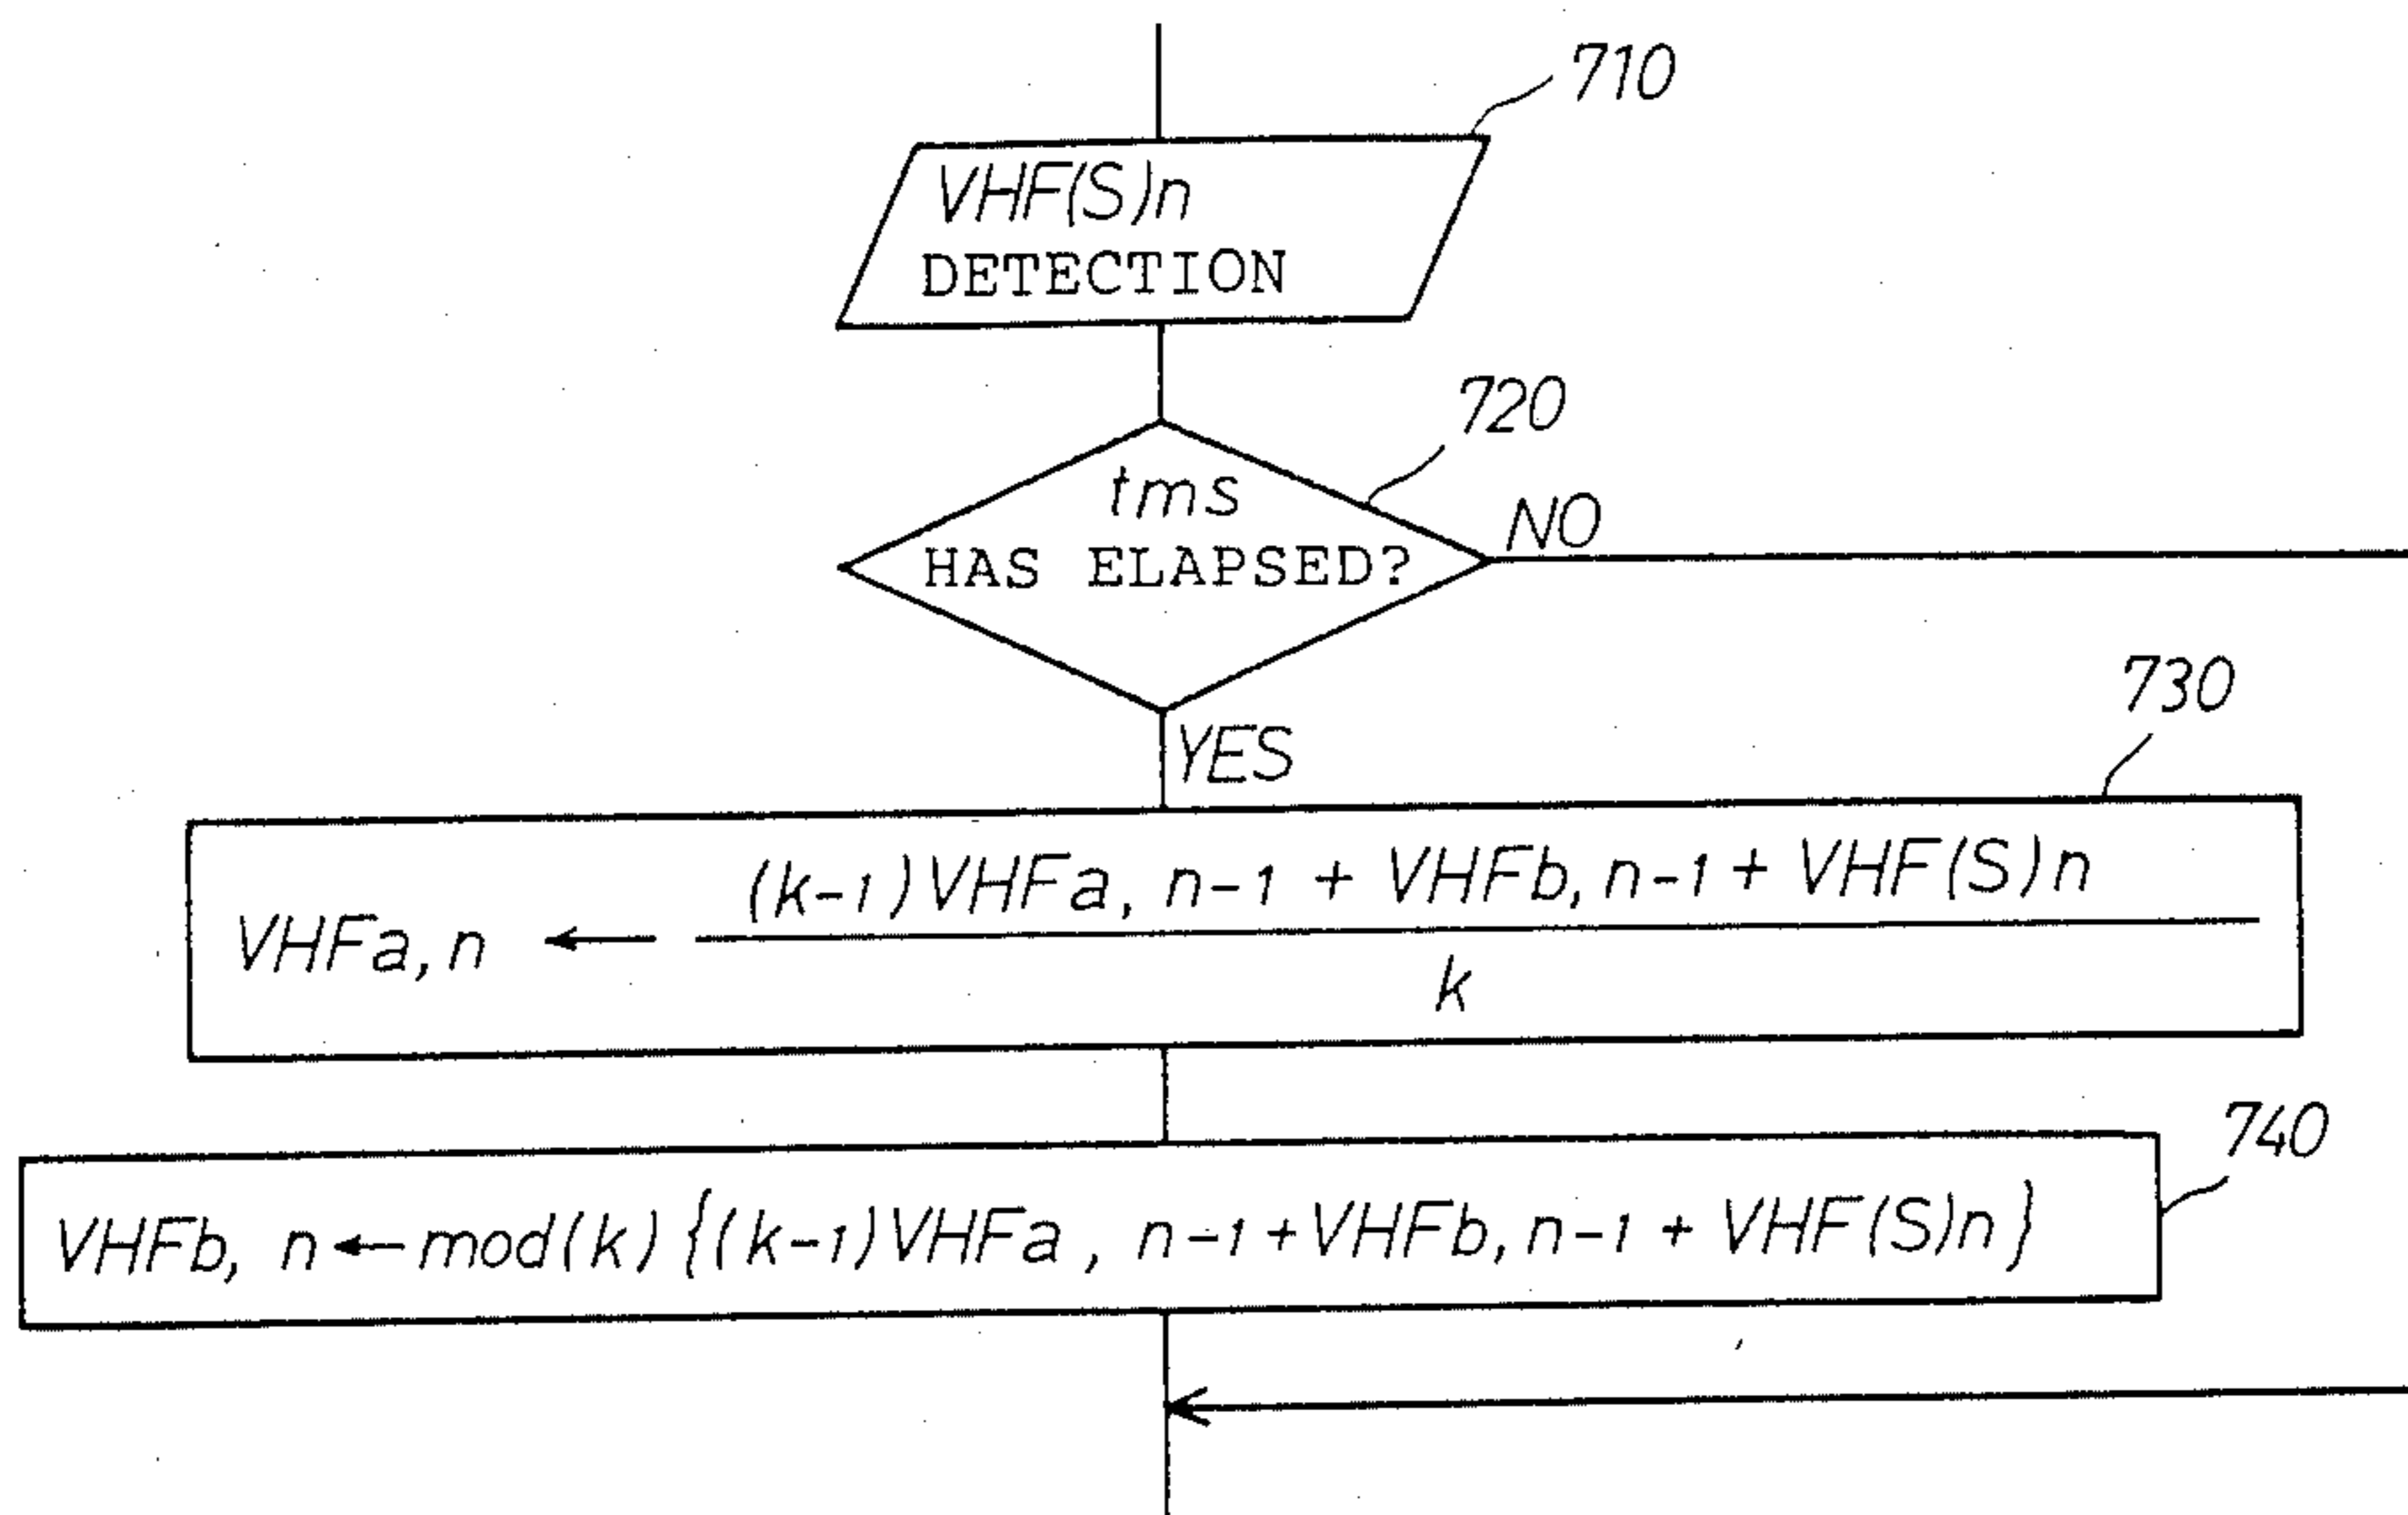 710
VHF(S)n
DETECTION
720
tms
HAS ELAPSED?
NO
YES
730
(k-1)VHFa, n-1 + VHFb, n-1 + VHF(S)n
VHFa, n ←
k
740
VHFb, n ← mod(k) {(k-1)VHFa, n-1 + VHFb, n-1 + VHF(S)n}